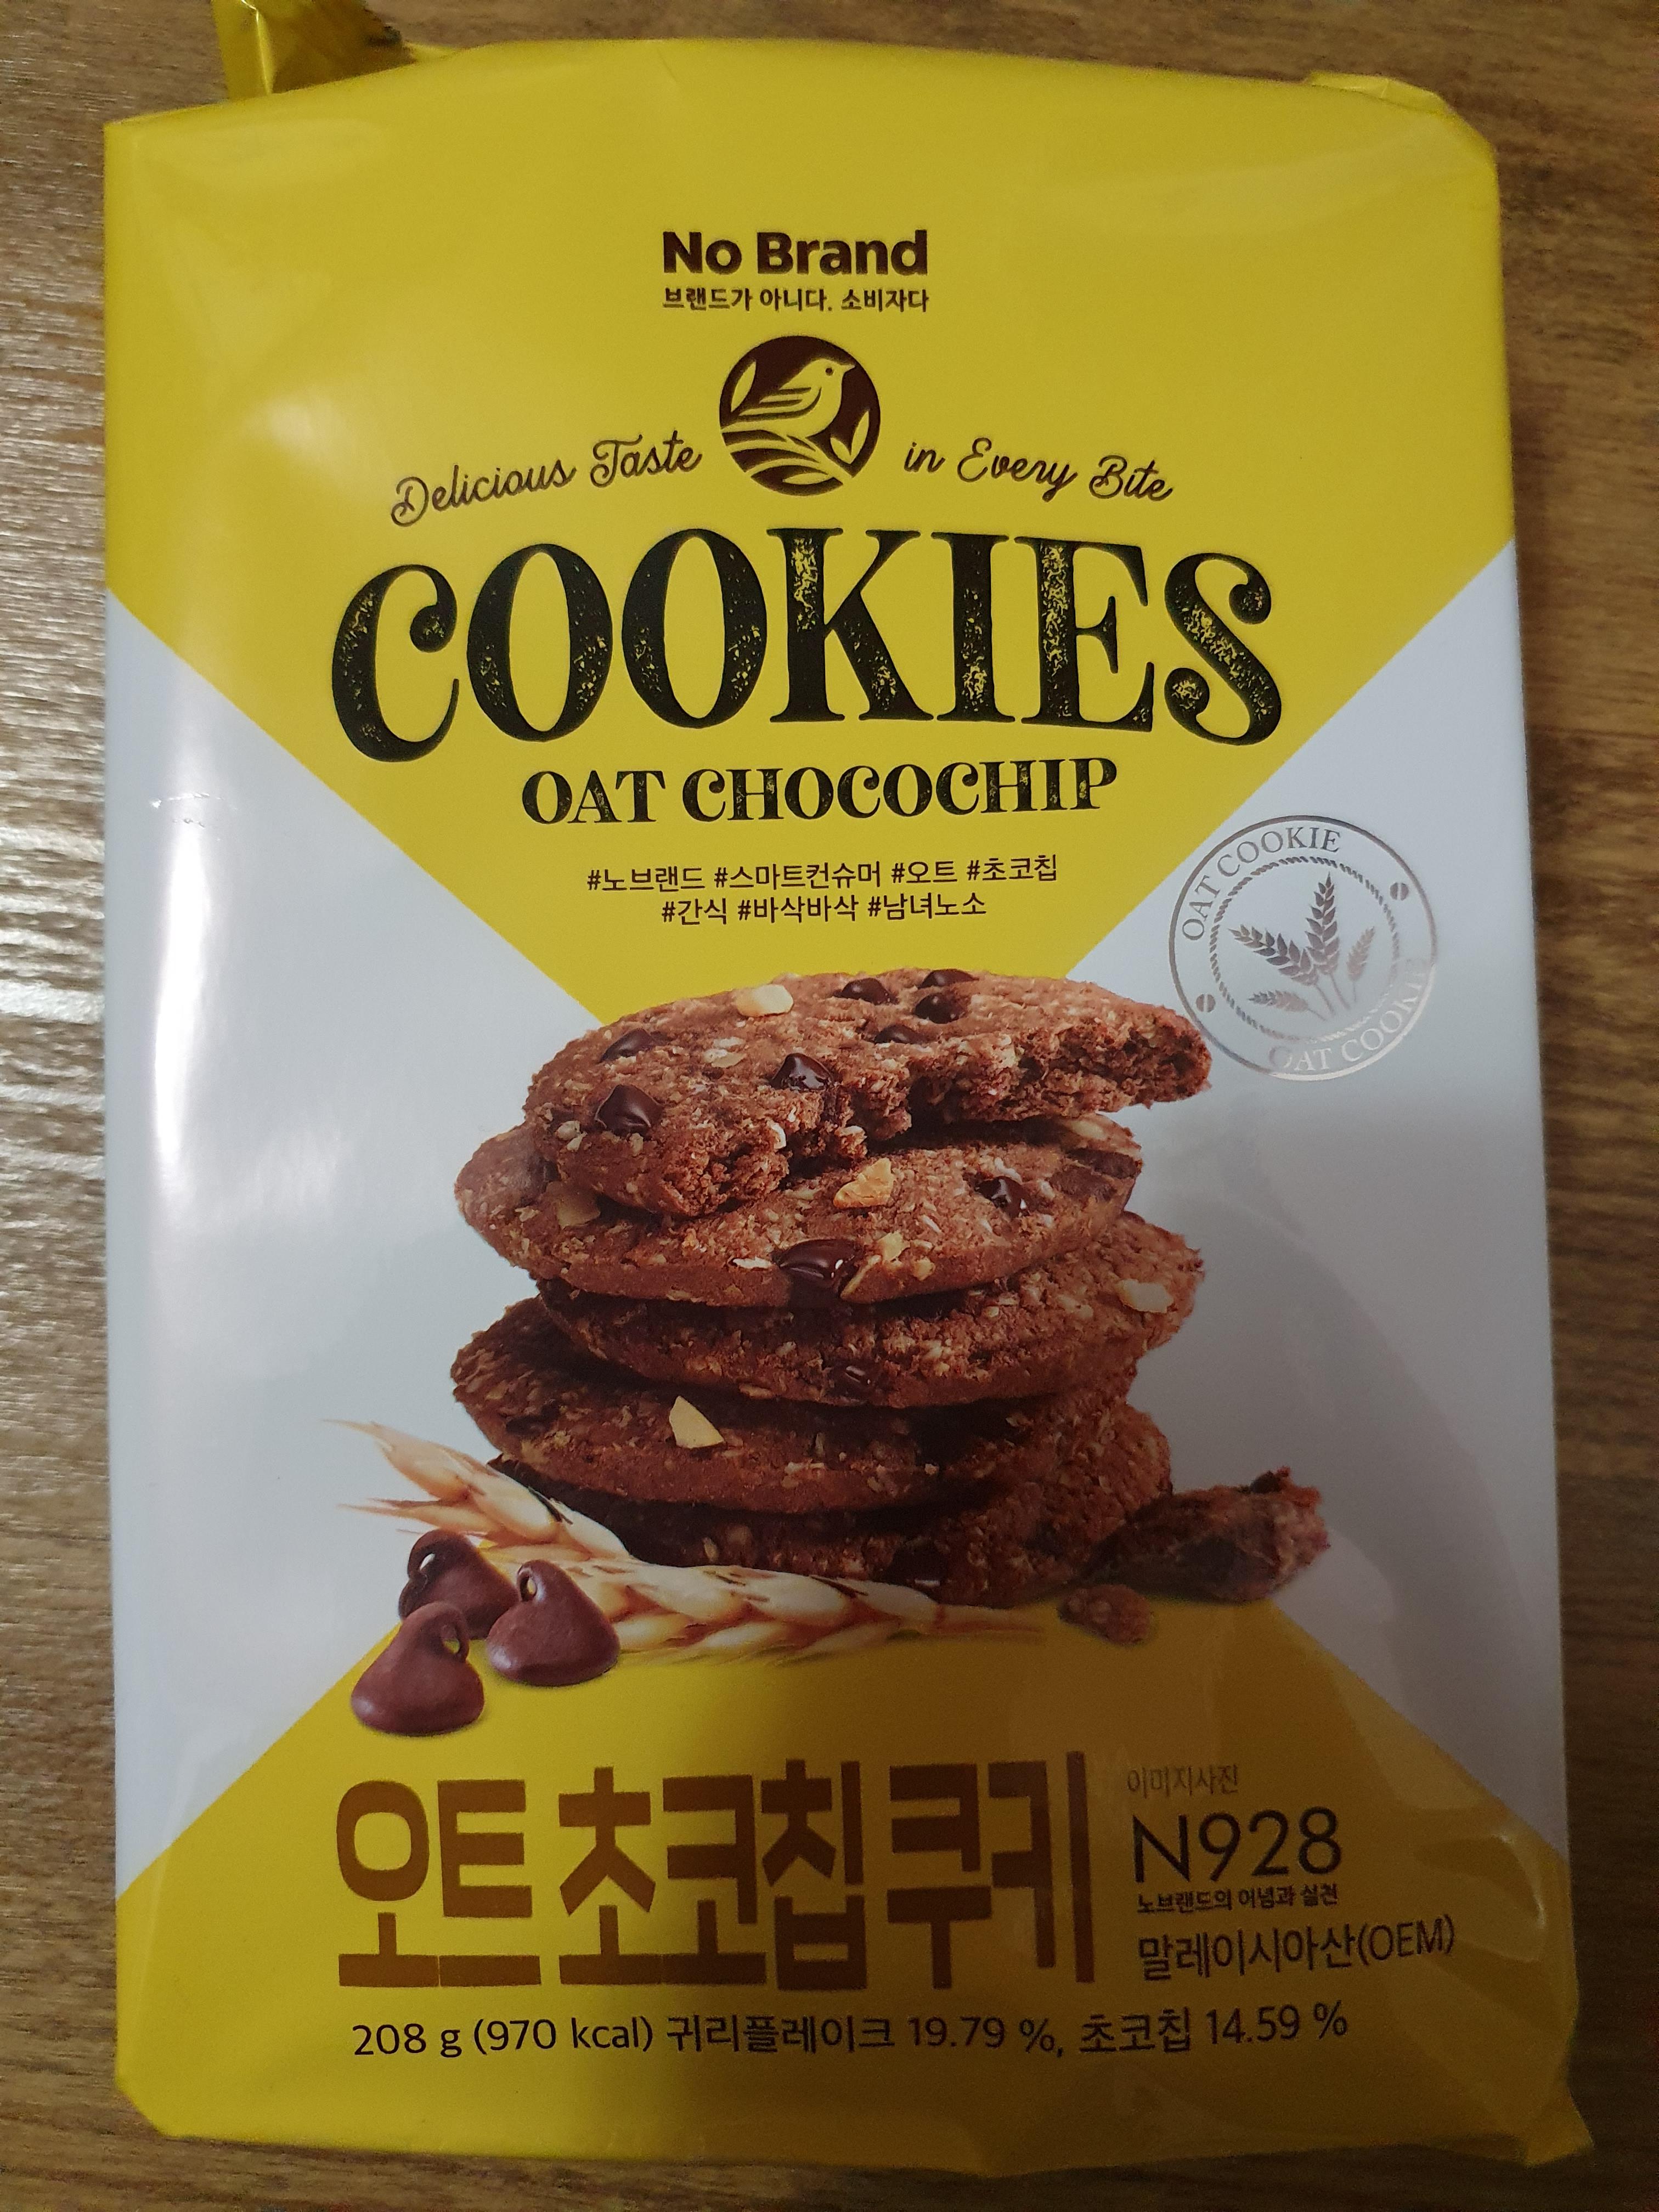 No Brand
브랜드가 아니다. 소비자다
Delicious Taste in Every Bite
COOKIES
OAT CHOCOCHIP
#노브랜드 #스마트컨슈머 #오트 #초코칩
#간식 #바삭바삭 #남녀노소
OAT COOKIE
OAT COOKIE
오트 초코칩 쿠키
이미지사진
N928
노브랜드의 이념과 실천
말레이시아산(OEM)
208 g (970 kcal) 귀리플레이크 19.79 %, 초코칩 14.59 %